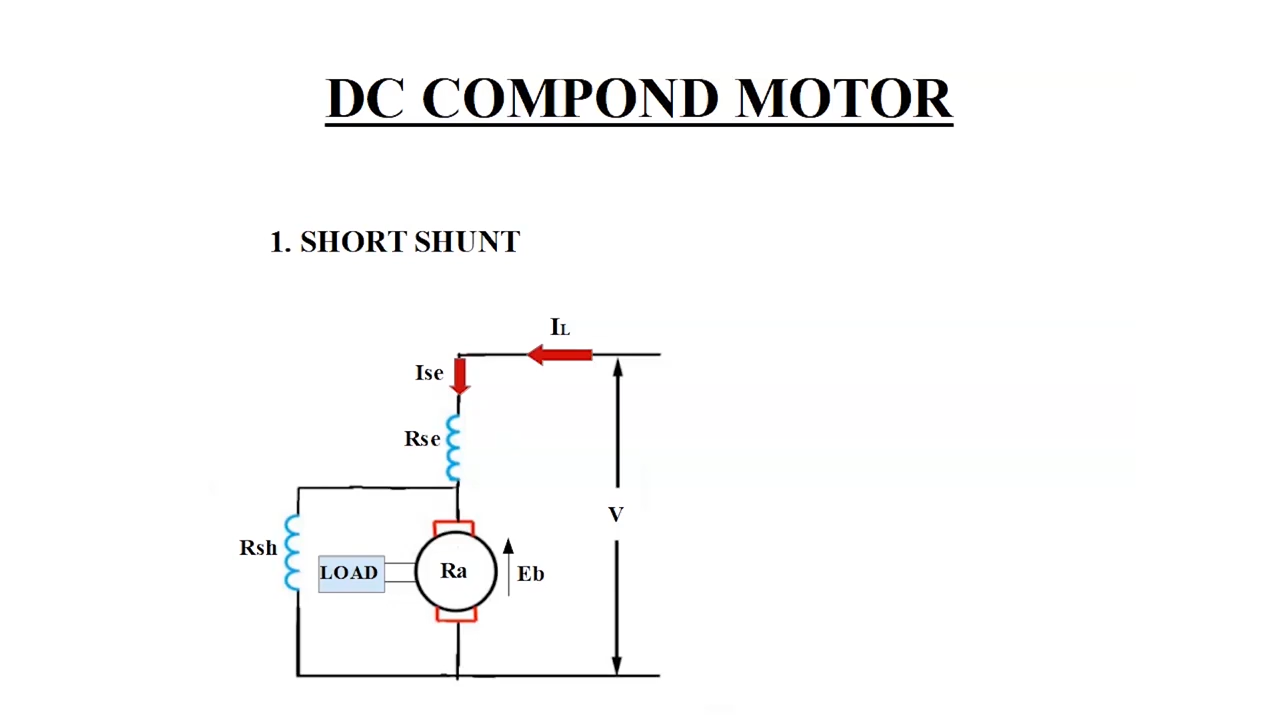 DC COMPOND MOTOR
1. SHORT SHUNT
IL
Ise
Rse
V
Rsh
LOAD
Ra
Eb